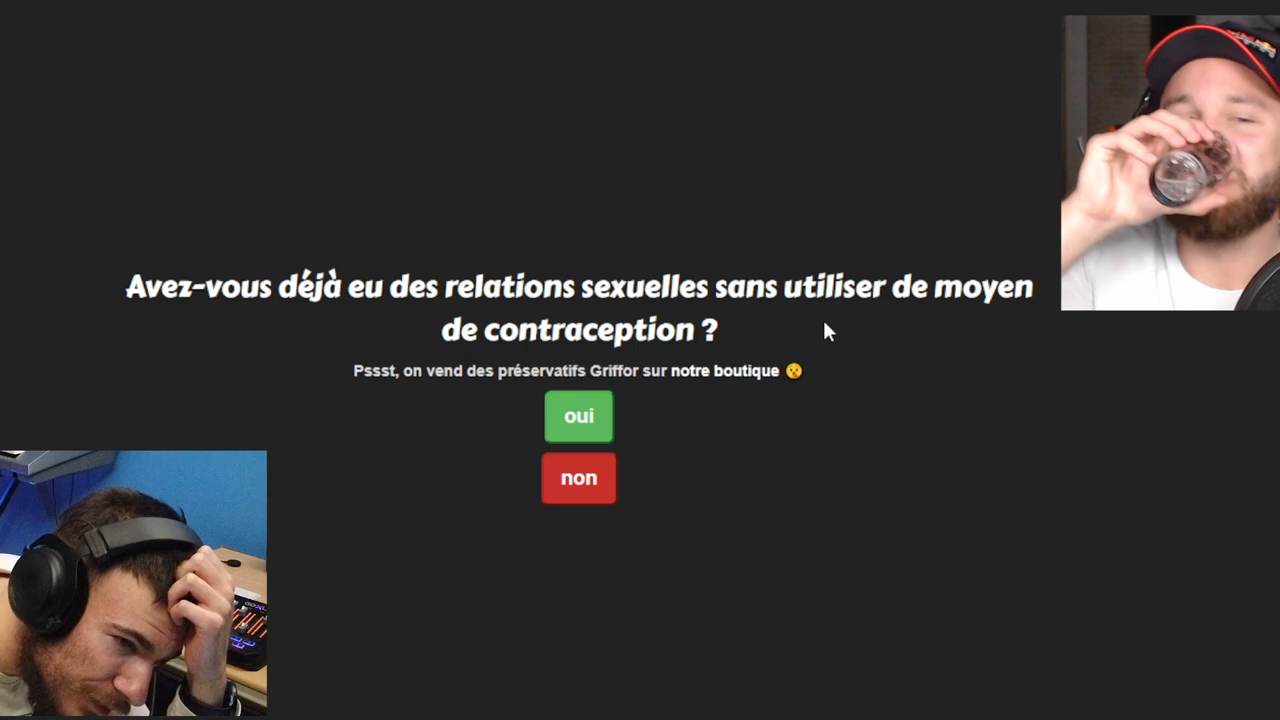 Avez-vous déjà eu des relations sexuelles sans utiliser de moyen
de contraception ?
Pssst, on vend des préservatifs Griffor sur notre boutique 😗
oui
non